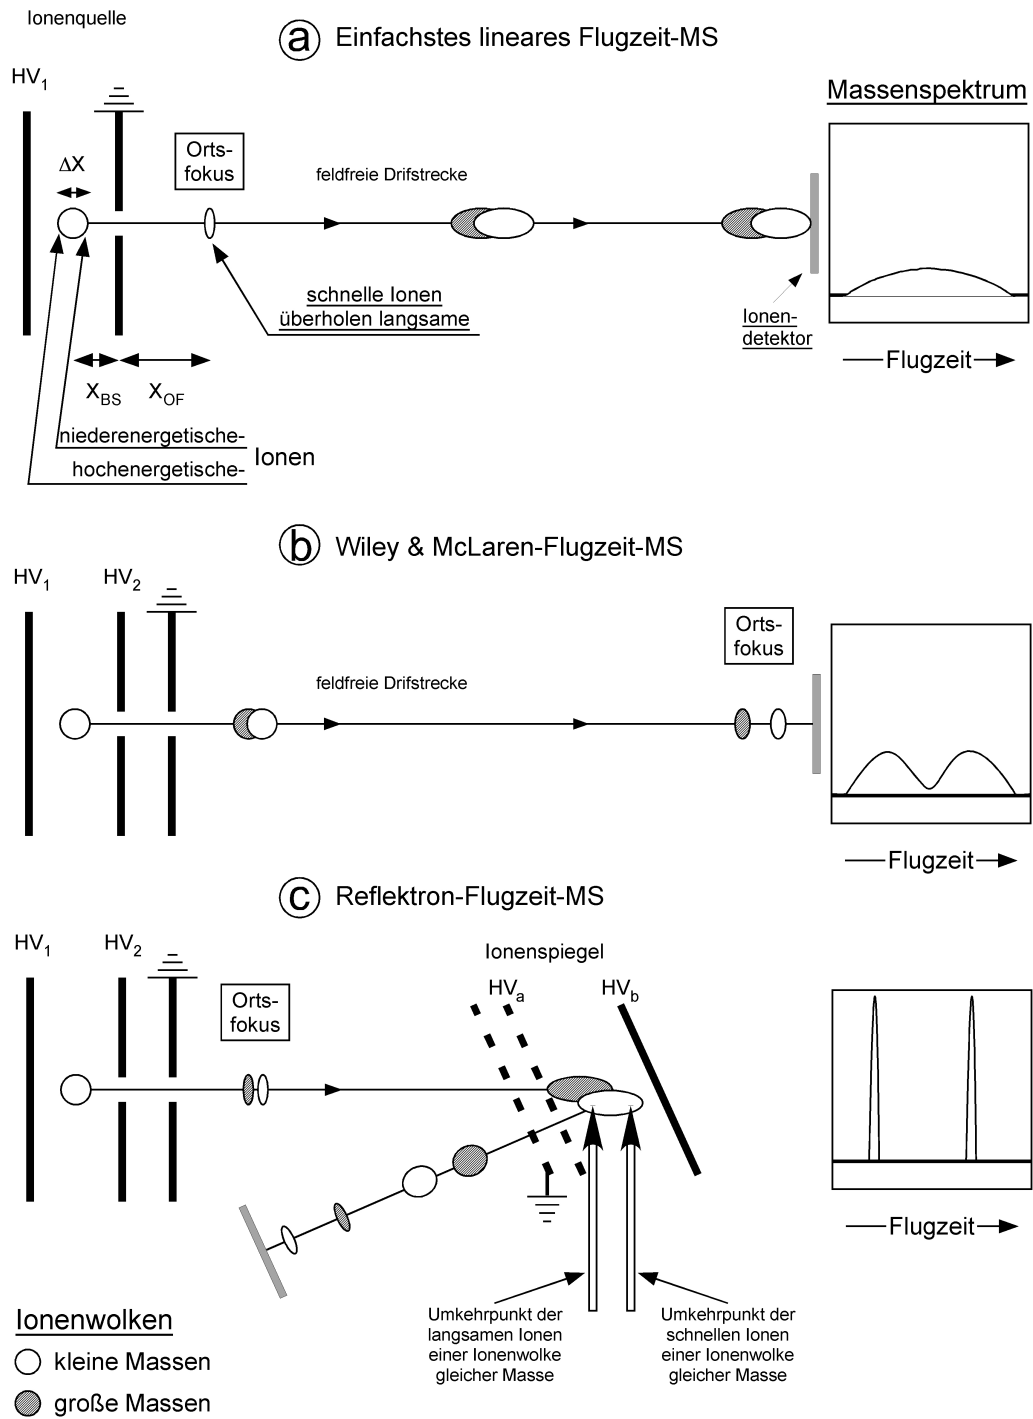 Ionenquelle
a Einfachstes lineares Flugzeit-MS
HV1
Massenspektrum
Orts-
fokus
ΔX
feldfreie Drifstrecke
schnelle Ionen
überholen langsame
Ionen-
detektor
Flugzeit
XBS XOF
niederenergetische-
Ionen
hochenergetische-
b Wiley & McLaren-Flugzeit-MS
HV1 HV2
Orts-
fokus
feldfreie Drifstrecke
Flugzeit
c Reflektron-Flugzeit-MS
HV1 HV2
Ionenspiegel
HVa HVb
Orts-
fokus
Flugzeit
Umkehrpunkt der
langsamen Ionen
einer Ionenwolke
gleicher Masse
Umkehrpunkt der
schnellen Ionen
einer Ionenwolke
gleicher Masse
Ionenwolken
kleine Massen
große Massen